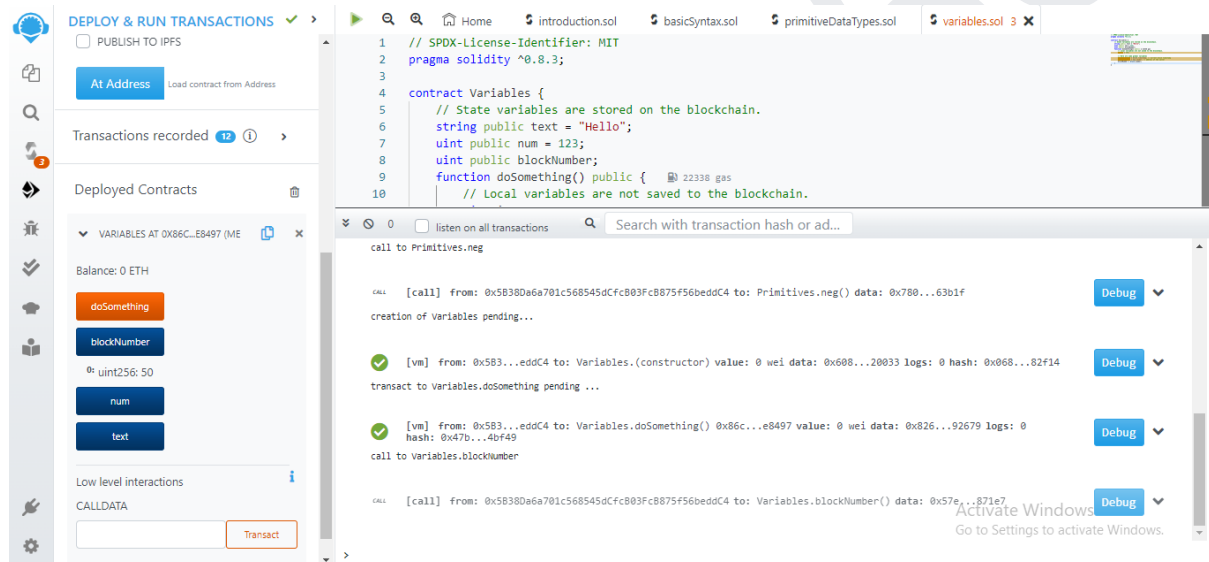 DEPLOY & RUN TRANSACTIONS
PUBLISH TO IPFS
At Address Load contract from Address
Transactions recorded 12 i
3
Deployed Contracts
VARIABLES AT 0X86C...E8497 (ME
Balance: 0 ETH
doSomething
blockNumber
0: uint256: 50
num
text
Low level interactions i
CALLDATA
Transact
Home introduction.sol basicSyntax.sol primitiveDataTypes.sol variables.sol 3
1 // SPDX-License-Identifier: MIT
2 pragma solidity ^0.8.3;
3
4 contract Variables {
5 // State variables are stored on the blockchain.
6 string public text = "Hello";
7 uint public num = 123;
8 uint public blockNumber;
9 function doSomething() public { 22338 gas
10 // Local variables are not saved to the blockchain.
0 listen on all transactions Search with transaction hash or ad...
call to Primitives.neg
CALL [call] from: 0x5B38Da6a701c568545dCfcB03FcB875f56beddC4 to: Primitives.neg() data: 0x780...63b1f Debug
creation of Variables pending...
[vm] from: 0x5B3...eddC4 to: Variables.(constructor) value: 0 wei data: 0x608...20033 logs: 0 hash: 0x068...82f14 Debug
transact to Variables.doSomething pending ...
[vm] from: 0x5B3...eddC4 to: Variables.doSomething() 0x86c...e8497 value: 0 wei data: 0x826...92679 logs: 0 Debug
hash: 0x47b...4bf49
call to Variables.blockNumber
CALL [call] from: 0x5B38Da6a701c568545dCfcB03FcB875f56beddC4 to: Variables.blockNumber() data: 0x57e...871e7 Debug
Activate Windows
Go to Settings to activate Windows.
>